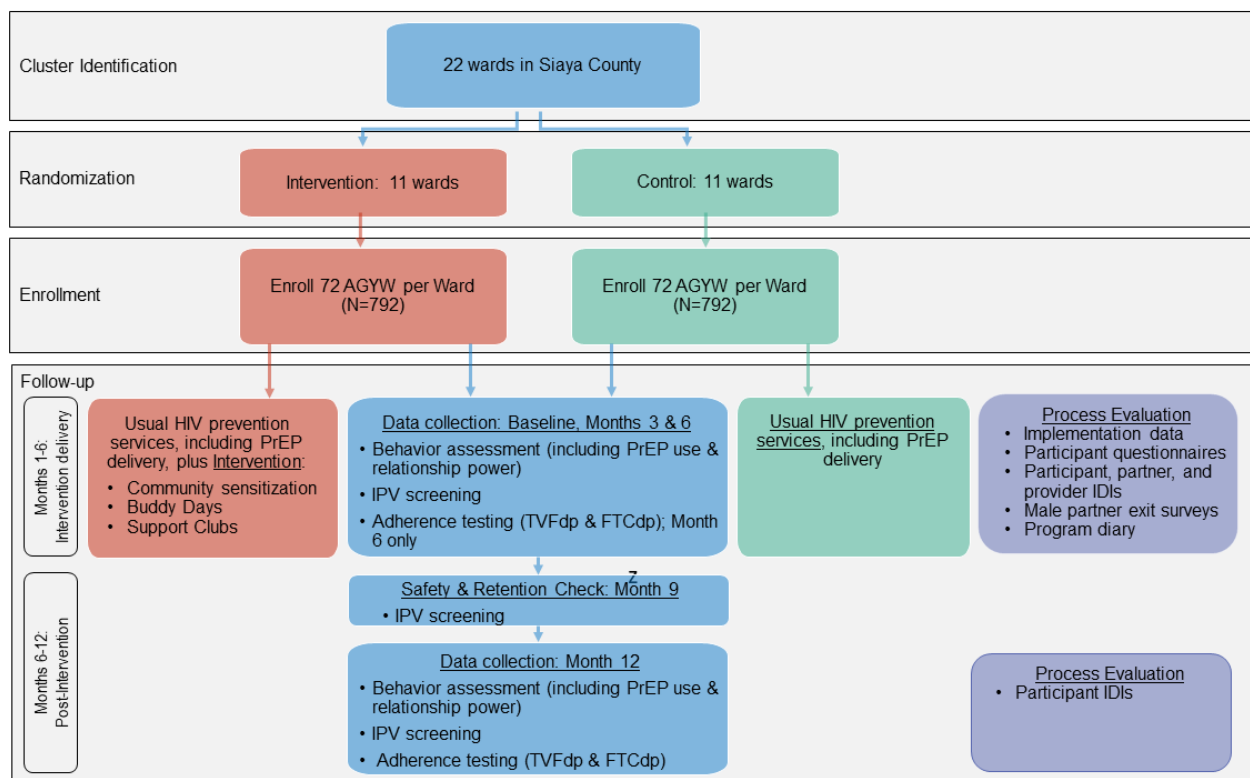 Cluster Identification
22 wards in Siaya County
Randomization
Intervention: 11 wards
Control: 11 wards
Enrollment
Enroll 72 AGYW per Ward
(N=792)
Enroll 72 AGYW per Ward
(N=792)
Follow-up
Months 1-6:
Intervention delivery
Usual HIV prevention
services, including PrEP
delivery, plus Intervention:
• Community sensitization
• Buddy Days
• Support Clubs
Data collection: Baseline, Months 3 & 6
• Behavior assessment (including PrEP use &
relationship power)
• IPV screening
• Adherence testing (TVFdp & FTCdp); Month
6 only
Usual HIV prevention
services, including PrEP
delivery
Process Evaluation
• Implementation data
• Participant questionnaires
• Participant, partner, and
provider IDIs
• Male partner exit surveys
• Program diary
Months 6-12:
Post-Intervention
Z
Safety & Retention Check: Month 9
• IPV screening
Data collection: Month 12
• Behavior assessment (including PrEP use &
relationship power)
• IPV screening
• Adherence testing (TVFdp & FTCdp)
Process Evaluation
• Participant IDIs